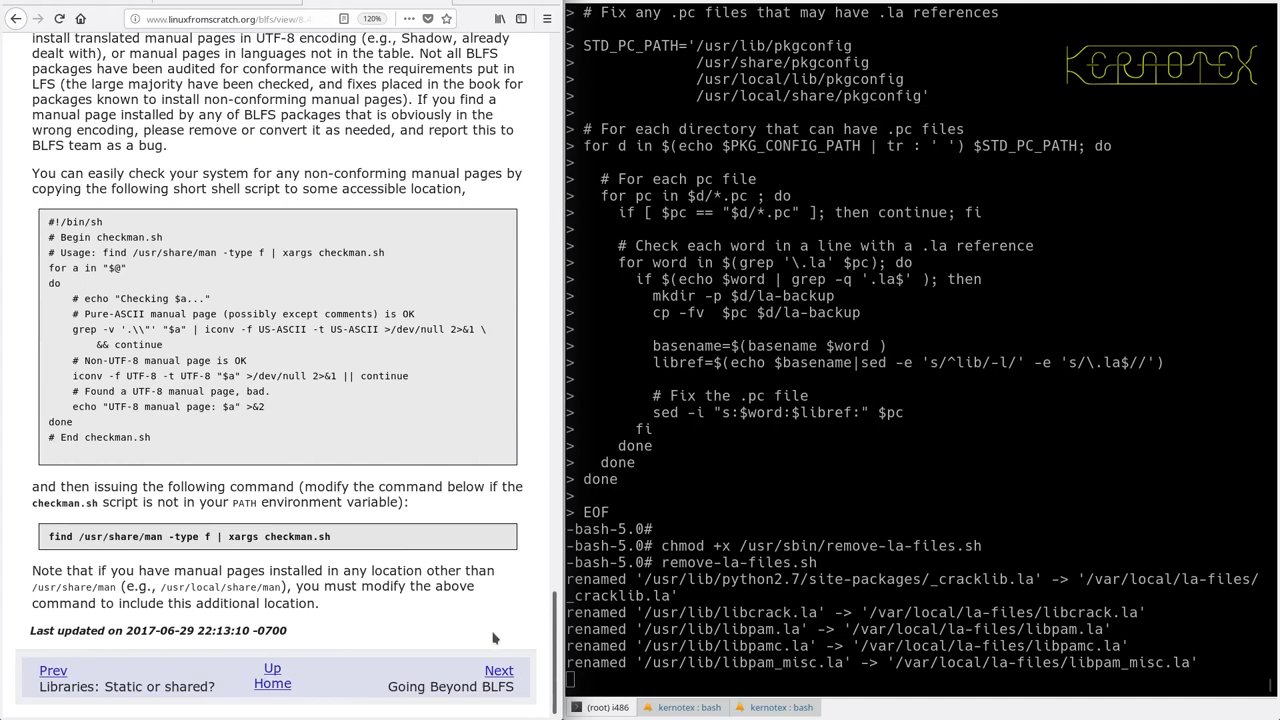 www.linuxfromscratch.org/blfs/view/8.
120%
install translated manual pages in UTF-8 encoding (e.g., Shadow, already
dealt with), or manual pages in languages not in the table. Not all BLFS
packages have been audited for conformance with the requirements put in
LFS (the large majority have been checked, and fixes placed in the book for
packages known to install non-conforming manual pages). If you find a
manual page installed by any of BLFS packages that is obviously in the
wrong encoding, please remove or convert it as needed, and report this to
BLFS team as a bug.
You can easily check your system for any non-conforming manual pages by
copying the following short shell script to some accessible location,
#!/bin/sh
# Begin checkman.sh
# Usage: find /usr/share/man -type f | xargs checkman.sh
for a in "$@"
do
    # echo "Checking $a..."
    # Pure-ASCII manual page (possibly except comments) is OK
    grep -v '.\\"' "$a" | iconv -f US-ASCII -t US-ASCII >/dev/null 2>&1 \
        && continue
    # Non-UTF-8 manual page is OK
    iconv -f UTF-8 -t UTF-8 "$a" >/dev/null 2>&1 || continue
    # Found a UTF-8 manual page, bad.
    echo "UTF-8 manual page: $a" >&2
done
# End checkman.sh
and then issuing the following command (modify the command below if the
checkman.sh script is not in your PATH environment variable):
find /usr/share/man -type f | xargs checkman.sh
Note that if you have manual pages installed in any location other than
/usr/share/man (e.g., /usr/local/share/man), you must modify the above
command to include this additional location.
Last updated on 2017-06-29 22:13:10 -0700
Prev
Libraries: Static or shared?
Up
Home
Next
Going Beyond BLFS
>   # Fix any .pc files that may have .la references
>
>   STD_PC_PATH='/usr/lib/pkgconfig
>                /usr/share/pkgconfig
>                /usr/local/lib/pkgconfig
>                /usr/local/share/pkgconfig'
>
>   # For each directory that can have .pc files
>   for d in $(echo $PKG_CONFIG_PATH | tr : ' ') $STD_PC_PATH; do
>
>     # For each pc file
>     for pc in $d/*.pc ; do
>       if [ $pc == "$d/*.pc" ]; then continue; fi
>
>       # Check each word in a line with a .la reference
>       for word in $(grep '\.la' $pc); do
>         if $(echo $word | grep -q '.la$' ); then
>           mkdir -p $d/la-backup
>           cp -fv  $pc $d/la-backup
>
>           basename=$(basename $word )
>           libref=$(echo $basename|sed -e 's/^lib/-l/' -e 's/\.la$//')
>
>           # Fix the .pc file
>           sed -i "s:$word:$libref:" $pc
>         fi
>       done
>     done
>   done
>
> EOF
-bash-5.0#
-bash-5.0# chmod +x /usr/sbin/remove-la-files.sh
-bash-5.0# remove-la-files.sh
renamed '/usr/lib/python2.7/site-packages/_cracklib.la' -> '/var/local/la-files/
_cracklib.la'
renamed '/usr/lib/libcrack.la' -> '/var/local/la-files/libcrack.la'
renamed '/usr/lib/libpam.la' -> '/var/local/la-files/libpam.la'
renamed '/usr/lib/libpamc.la' -> '/var/local/la-files/libpamc.la'
renamed '/usr/lib/libpam_misc.la' -> '/var/local/la-files/libpam_misc.la'
KERNOTEX
(root) i486
kernotex : bash
kernotex : bash